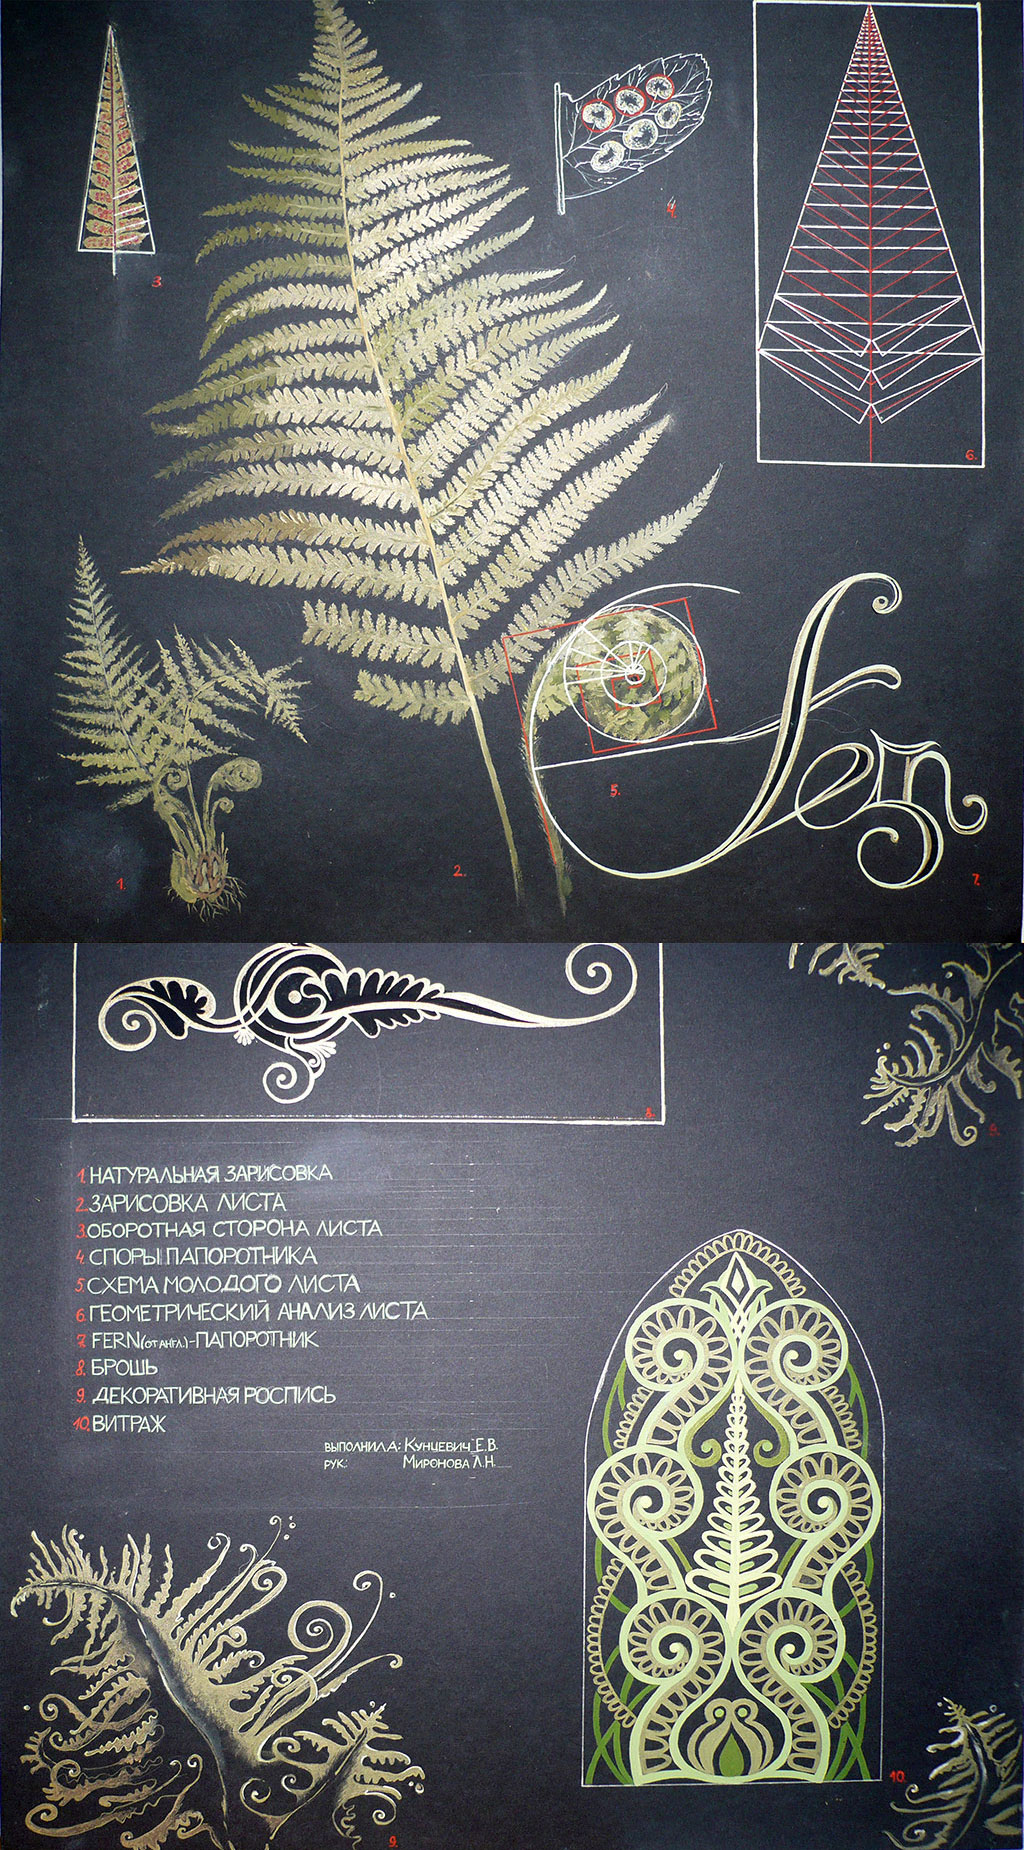 3.
4.
6.
1.
2.
5.
fern
7.
8.
9.
1. НАТУРАЛЬНАЯ ЗАРИСОВКА
2. ЗАРИСОВКА ЛИСТА
3. ОБОРОТНАЯ СТОРОНА ЛИСТА
4. СПОРЫ ПАПОРОТНИКА
5. СХЕМА МОЛОДОГО ЛИСТА
6. ГЕОМЕТРИЧЕСКИЙ АНАЛИЗ ЛИСТА
7. FERN (ОТ АНГЛ.)-ПАПОРОТНИК
8. БРОШЬ
9. ДЕКОРАТИВНАЯ РОСПИСЬ
10. ВИТРАЖ
ВЫПОЛНИЛА: КУНЦЕВИЧ Е.В.
РУК.: МИРОНОВА Л.Н.
10.
9.